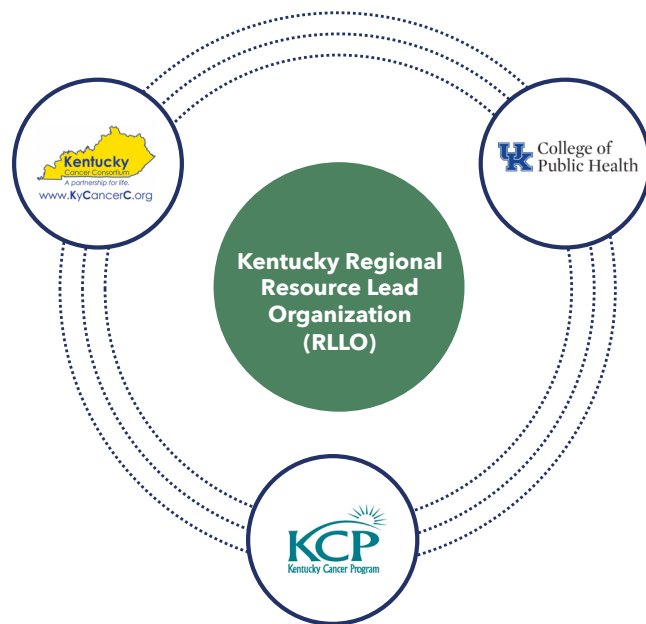 Kentucky
Cancer Consortium
A partnership for life.
www.KyCancerC.org
UK College of
Public Health
Kentucky Regional
Resource Lead
Organization
(RLLO)
KCP
Kentucky Cancer Program